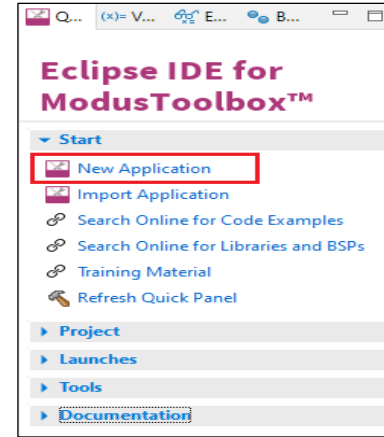 Q... (x)= V... E... B...
Eclipse IDE for
ModusToolbox™
Start
New Application
Import Application
Search Online for Code Examples
Search Online for Libraries and BSPs
Training Material
Refresh Quick Panel
Project
Launches
Tools
Documentation